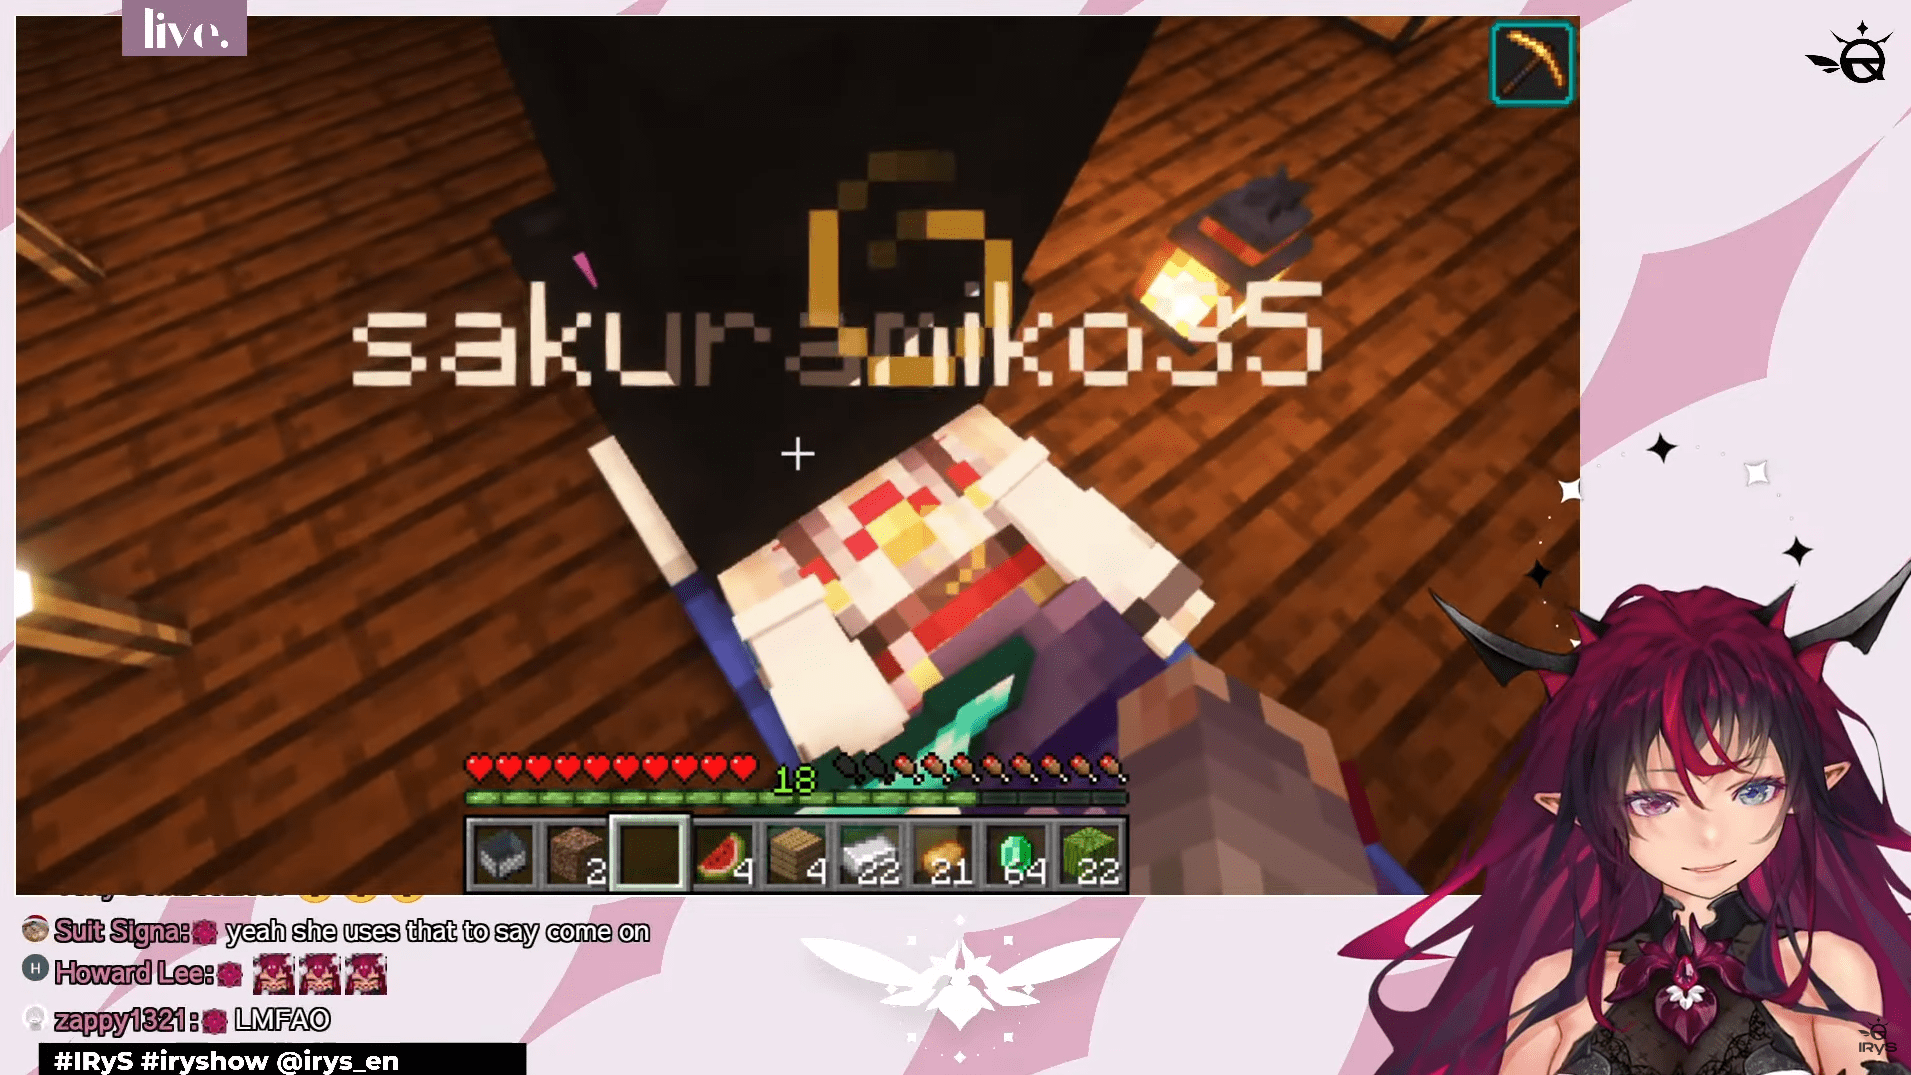 live.
sakuramiko35
18
2
4
4
22
21
64
22
Suit Signa: yeah she uses that to say come on
H
Howard Lee:
zappy1321: LMFAO
#IRyS #iryshow @irys_en
IRyS